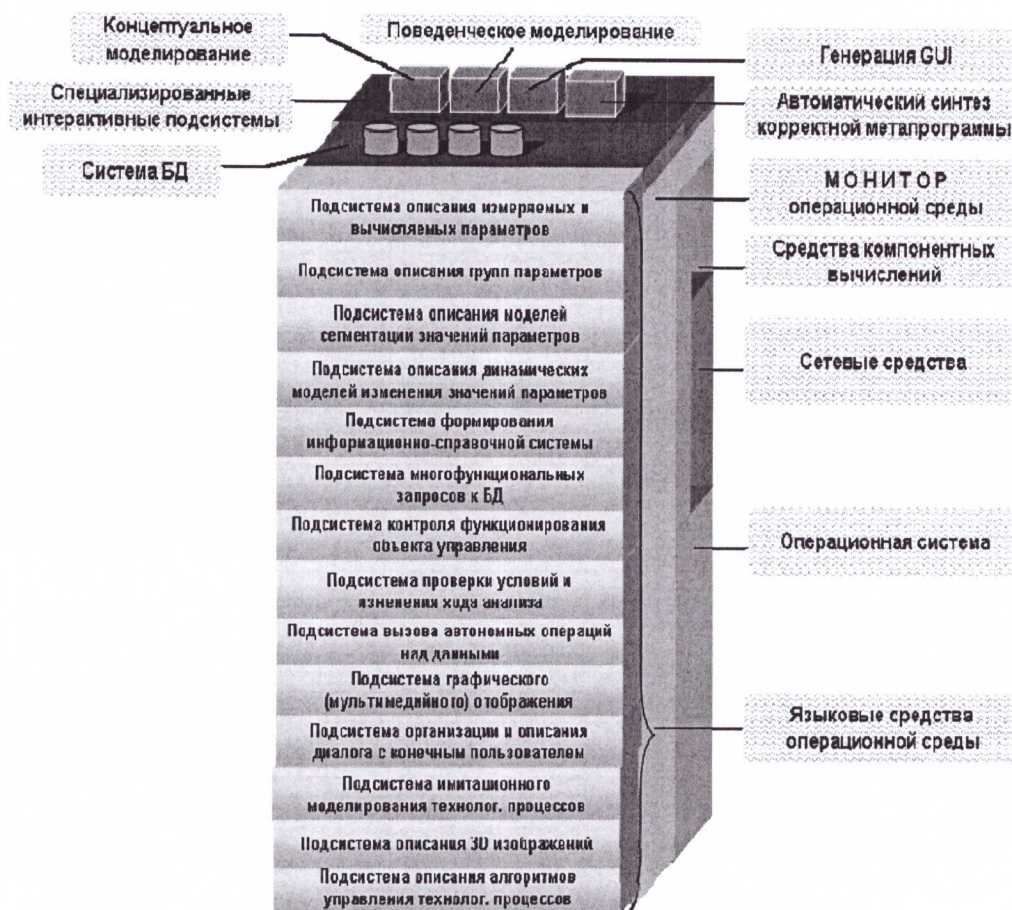 Концептуальное
моделирование
Поведенческое моделирование
Генерация GUI
Специализированные
интерактивные подсистемы
Автоматический синтез
корректной метапрограммы
Система БД
МОНИТОР
операционной среды
Подсистема описания измеряемых и
вычисляемых параметров
Средства компонентных
вычислений
Подсистема описания групп параметров
Подсистема описания моделей
сегментации значений параметров
Сетевые средства
Подсистема описания динамических
моделей изменения значений параметров
Подсистема формирования
информационно-справочной системы
Подсистема многофункциональных
запросов к БД
Подсистема контроля функционирования
объекта управления
Операционная система
Подсистема проверки условий и
изменения хода анализа
Подсистема вызова автономных операций
над данными
Подсистема графического
(мультимедийного) отображения
Языковые средства
операционной среды
Подсистема организации и описания
диалога с конечным пользователем
Подсистема имитационного
моделирования технолог. процессов
Подсистема описания 3D изображений
Подсистема описания алгоритмов
управления технолог. процессов